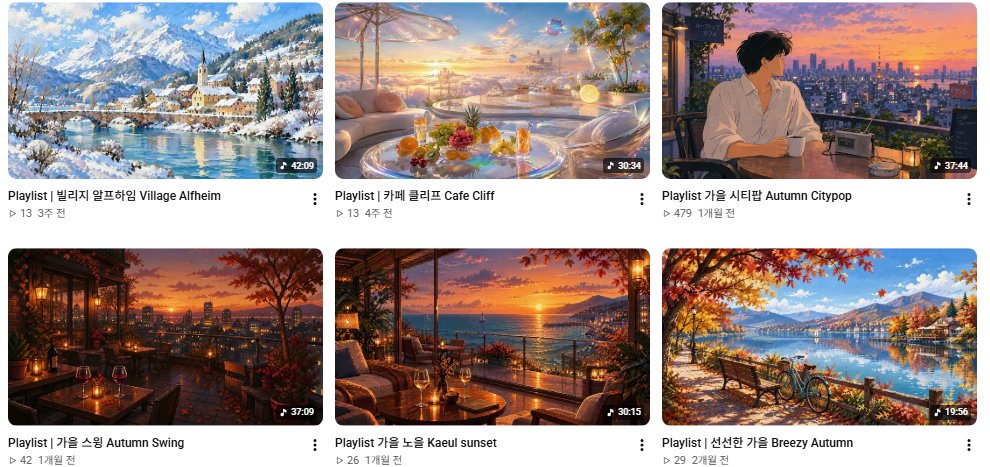 42:09
30:34
37:44
Playlist | 빌리지 알프하임 Village Alfheim
13 3주 전
Playlist | 카페 클리프 Cafe Cliff
13 4주 전
Playlist 가을 시티팝 Autumn Citypop
479 1개월 전
37:09
30:15
19:56
Playlist | 가을 스윙 Autumn Swing
42 1개월 전
Playlist 가을 노을 Kaeul sunset
26 1개월 전
Playlist | 선선한 가을 Breezy Autumn
29 2개월 전